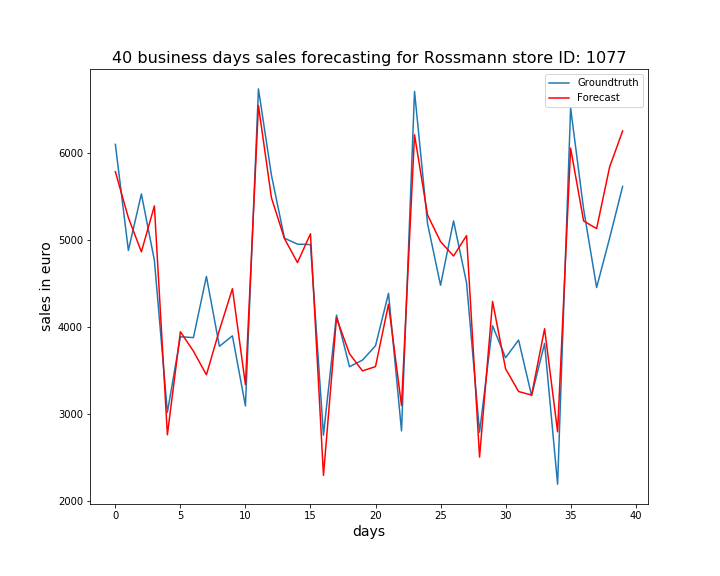 40 business days sales forecasting for Rossmann store ID: 1077
Groundtruth
Forecast
sales in euro
6000
5000
4000
3000
2000
0 5 10 15 20 25 30 35 40
days